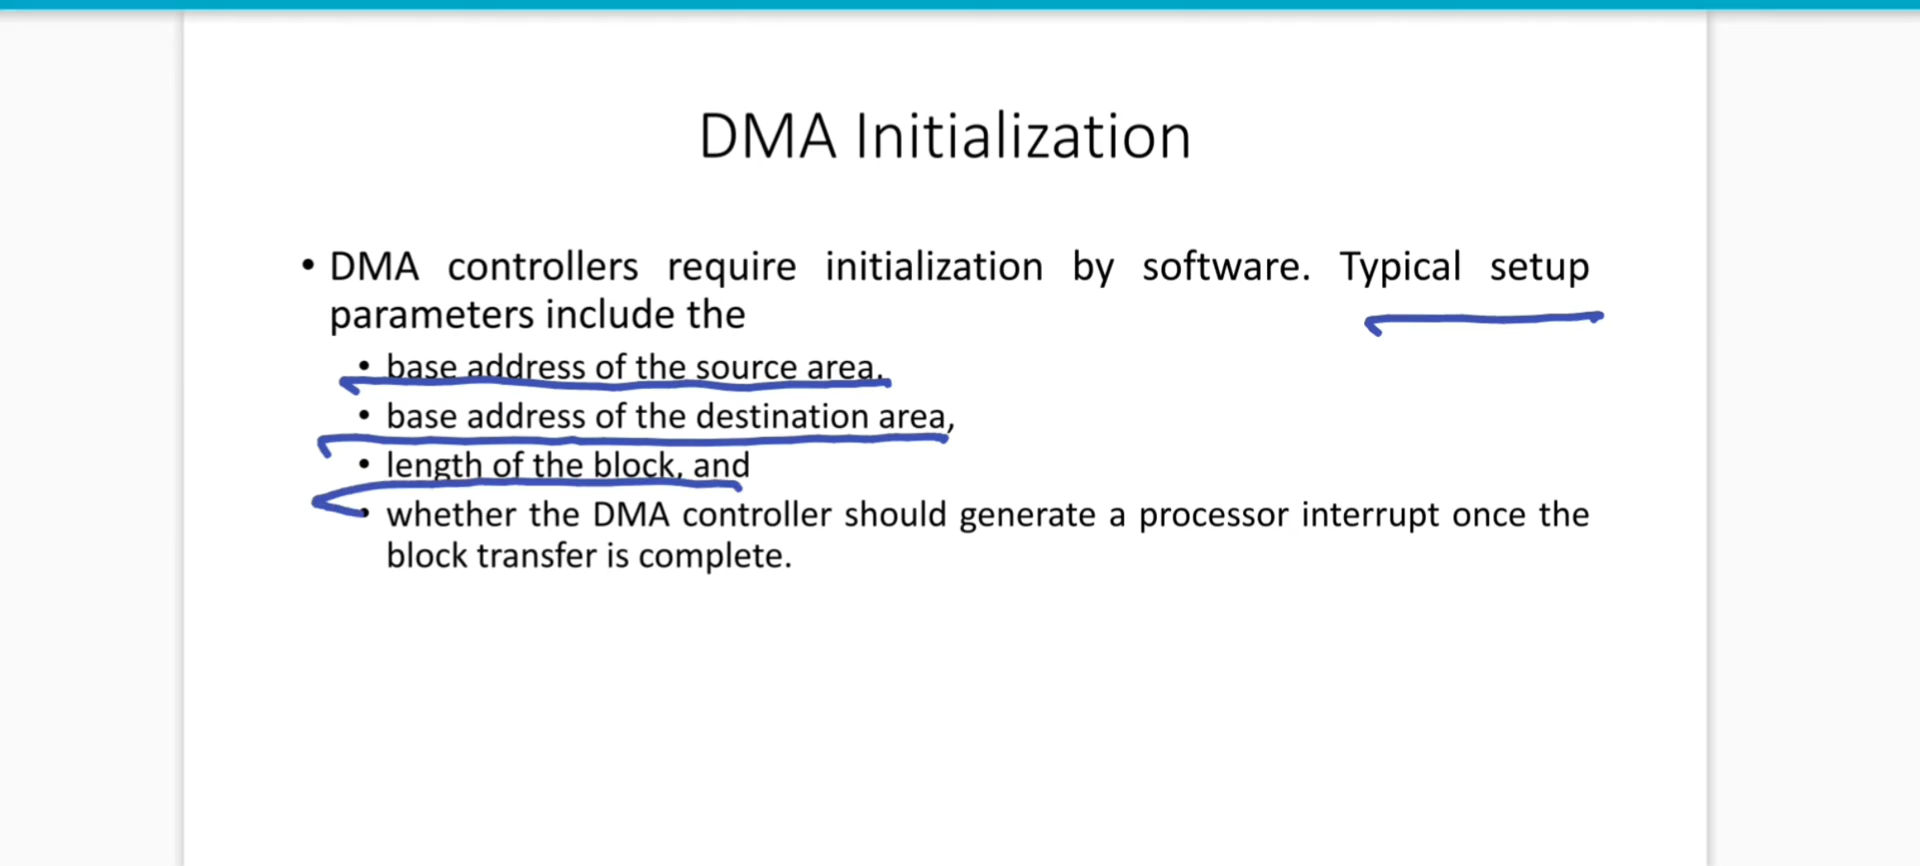 DMA Initialization
• DMA controllers require initialization by software. Typical setup
parameters include the
• base address of the source area,
• base address of the destination area,
• length of the block, and
• whether the DMA controller should generate a processor interrupt once the
block transfer is complete.